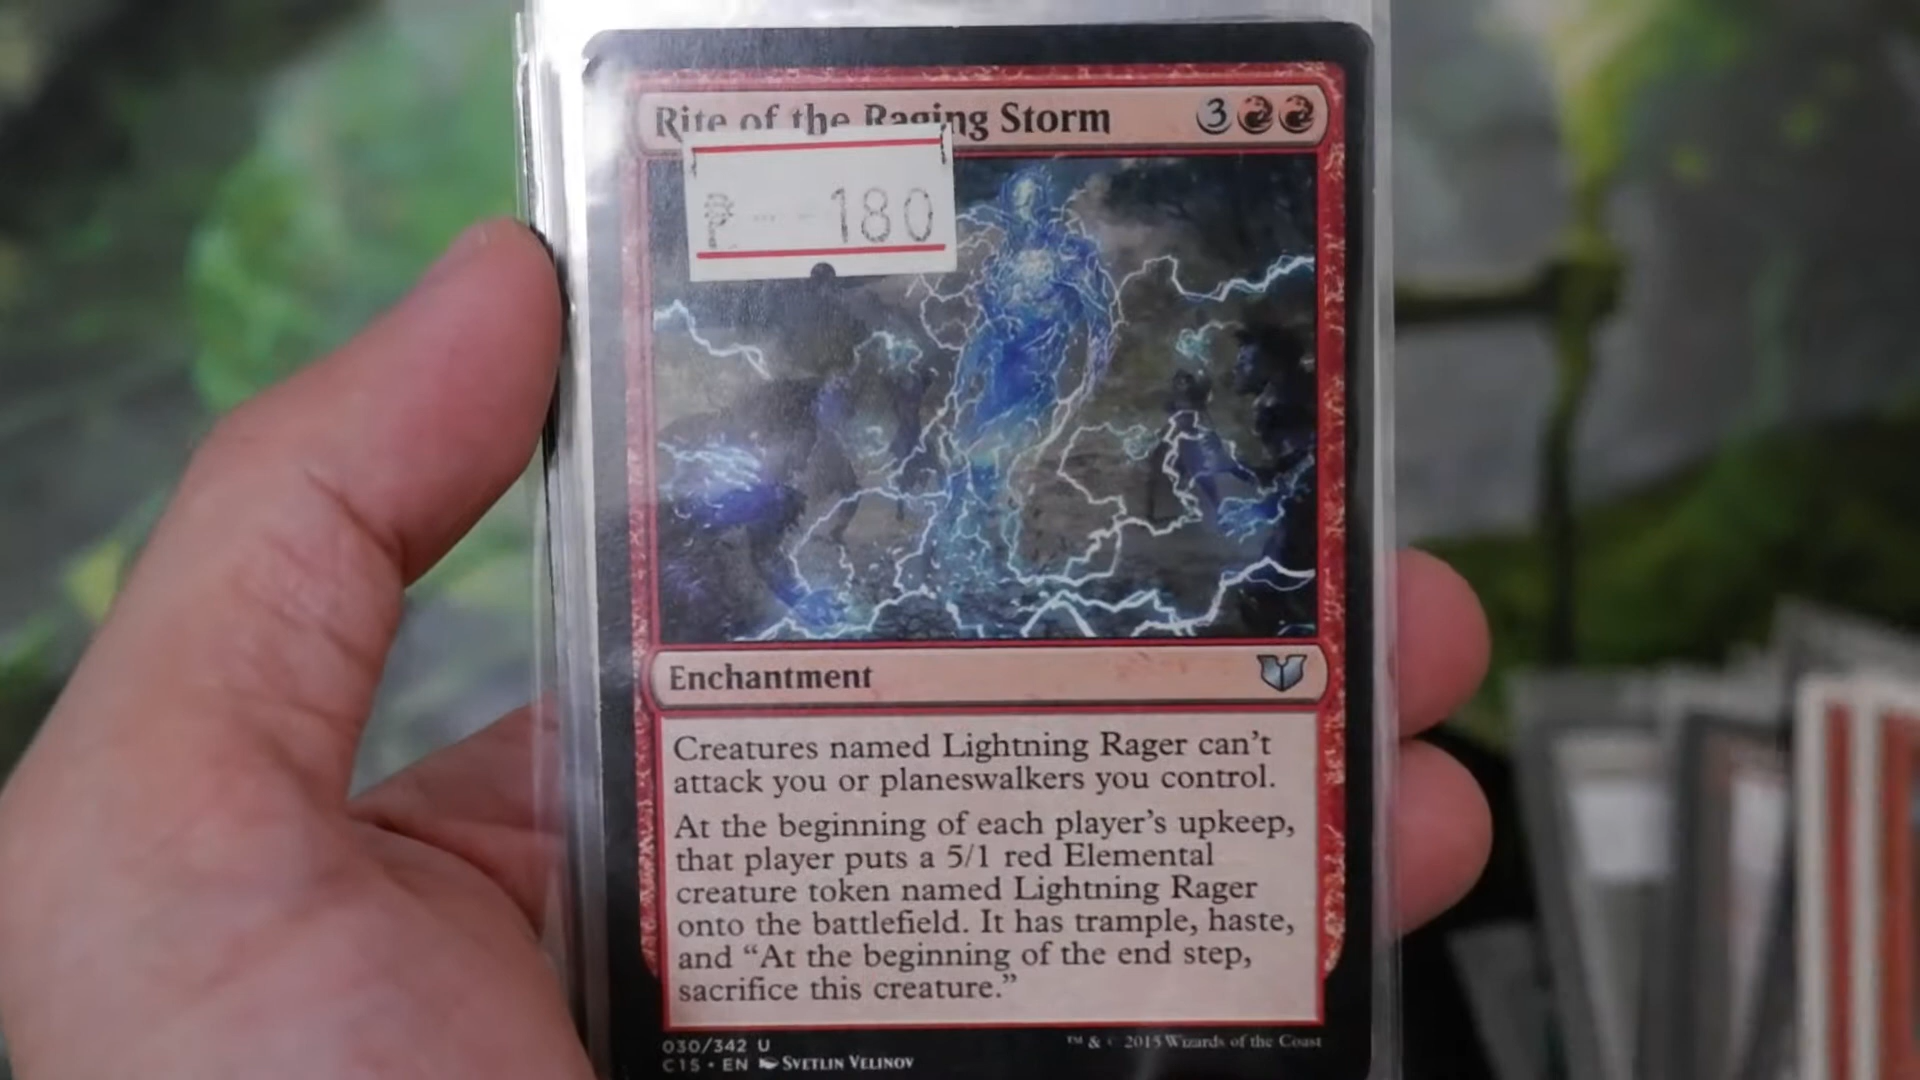 Rite of the Raging Storm 3
₱ 180
Enchantment
Creatures named Lightning Rager can't
attack you or planeswalkers you control.
At the beginning of each player's upkeep,
that player puts a 5/1 red Elemental
creature token named Lightning Rager
onto the battlefield. It has trample, haste,
and “At the beginning of the end step,
sacrifice this creature.”
030/342 U
™ & © 2015 Wizards of the Coast
C15 • EN SVETLIN VELINOV